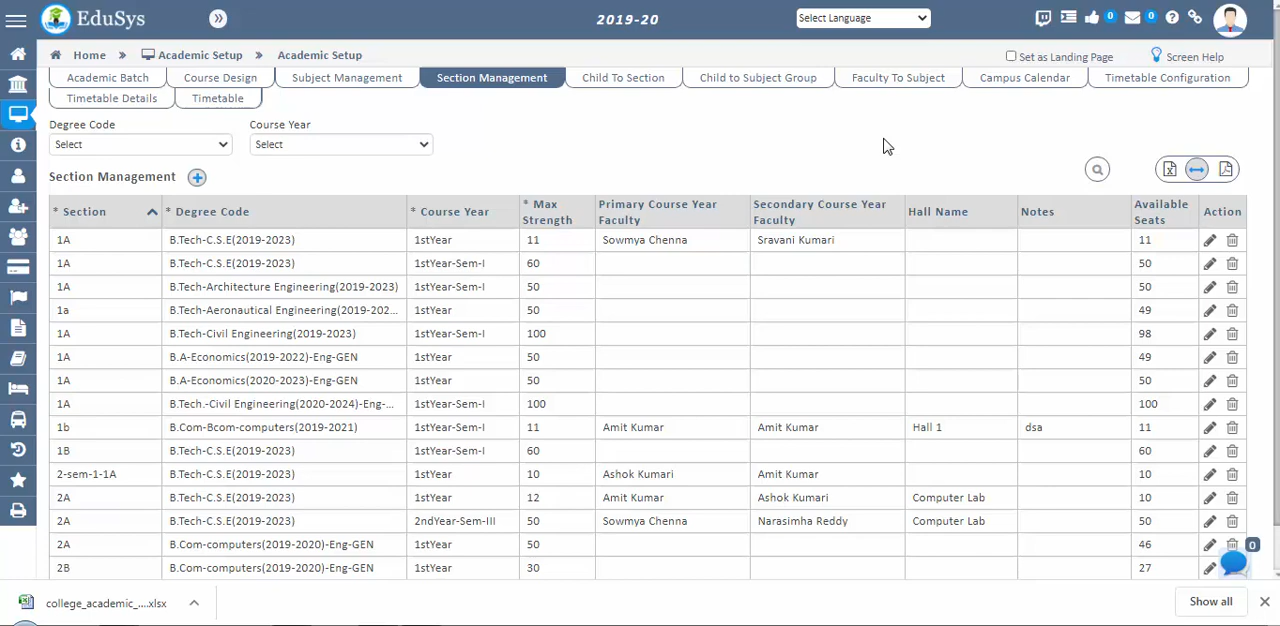 EduSys
2019-20
Select Language
0
0
Home
Academic Setup
Academic Setup
Set as Landing Page
Screen Help
Academic Batch
Course Design
Subject Management
Section Management
Child To Section
Child to Subject Group
Faculty To Subject
Campus Calendar
Timetable Configuration
Timetable Details
Timetable
Degree Code
Course Year
Select
Select
Section Management
* Section * Degree Code * Course Year * Max Strength Primary Course Year Faculty Secondary Course Year Faculty Hall Name Notes Available Seats Action
1A B.Tech-C.S.E(2019-2023) 1stYear 11 Sowmya Chenna Sravani Kumari 11
1A B.Tech-C.S.E(2019-2023) 1stYear-Sem-I 60 50
1A B.Tech-Architecture Engineering(2019-2023) 1stYear-Sem-I 50 50
1a B.Tech-Aeronautical Engineering(2019-202... 1stYear-Sem-I 50 49
1A B.Tech-Civil Engineering(2019-2023) 1stYear-Sem-I 100 98
1A B.A-Economics(2019-2022)-Eng-GEN 1stYear 50 49
1A B.A-Economics(2020-2023)-Eng-GEN 1stYear 50 50
1A B.Tech.-Civil Engineering(2020-2024)-Eng-... 1stYear-Sem-I 100 100
1b B.Com-Bcom-computers(2019-2021) 1stYear-Sem-I 11 Amit Kumar Amit Kumar Hall 1 dsa 11
1B B.Tech-C.S.E(2019-2023) 1stYear-Sem-I 60 60
2-sem-1-1A B.Tech-C.S.E(2019-2023) 1stYear 10 Ashok Kumari Amit Kumar 10
2A B.Tech-C.S.E(2019-2023) 1stYear 12 Amit Kumar Ashok Kumari Computer Lab 10
2A B.Tech-C.S.E(2019-2023) 2ndYear-Sem-III 50 Sowmya Chenna Narasimha Reddy Computer Lab 50
2A B.Com-computers(2019-2020)-Eng-GEN 1stYear 50 46
0
2B B.Com-computers(2019-2020)-Eng-GEN 1stYear 30 27
college_academic_....xlsx
Show all